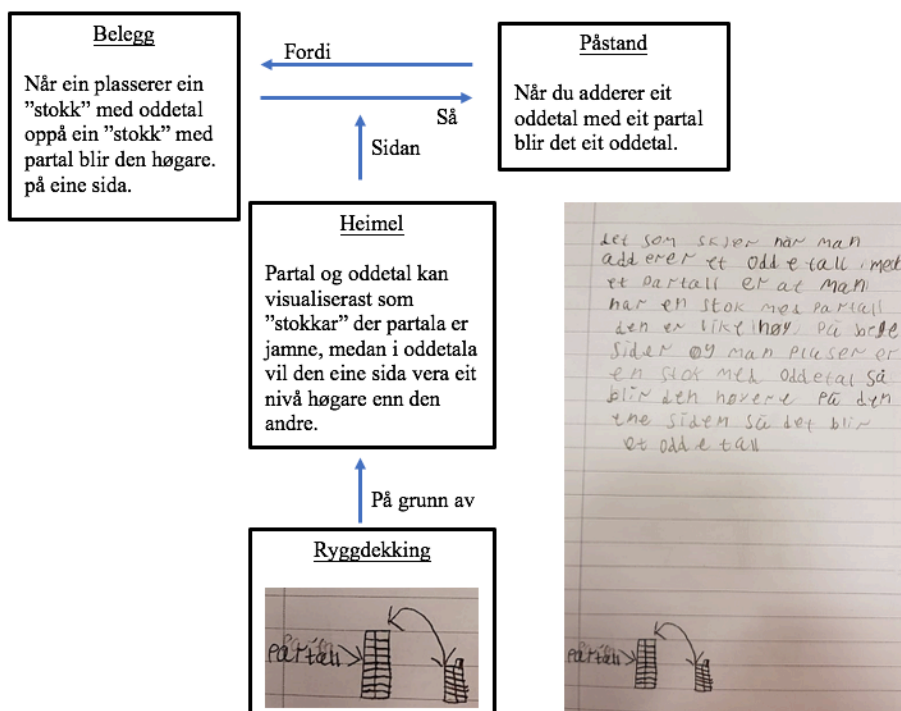 Belegg
Når ein plasserer ein
”stokk” med oddetal
oppå ein ”stokk” med
partal blir den høgare.
på eine sida.
Fordi
Så
Sidan
Påstand
Når du adderer eit
oddetal med eit partal
blir det eit oddetal.
Heimel
Partal og oddetal kan
visualiserast som
”stokkar” der partala er
jamne, medan i oddetala
vil den eine sida vera eit
nivå høgare enn den
andre.
På grunn av
Ryggdekking
partall
det som skjer når man
adderer et oddetall med
et partall er at man
har en stok med partall
den er likt høy på
sider og man pluser er
en stok med oddetal så
blir den høyere på den
ene siden så det blir
et oddetall
partall